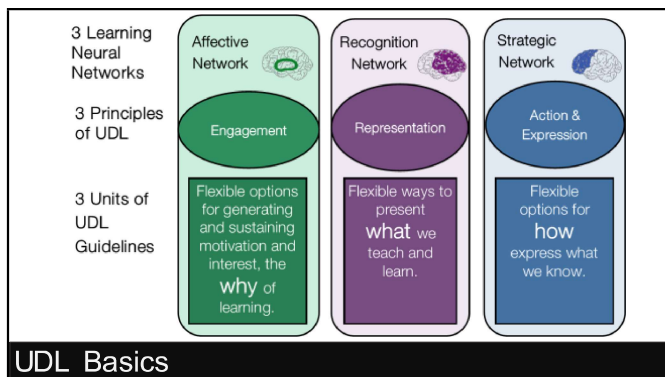 3 Learning
Neural
Networks
Affective
Network
Recognition
Network
Strategic
Network
3 Principles
of UDL
Engagement
Representation
Action &
Expression
3 Units of
UDL
Guidelines
Flexible options
for generating
and sustaining
motivation and
interest, the
why of
learning.
Flexible ways to
present
what we
teach and
learn.
Flexible
options for
how
express what
we know.
UDL Basics